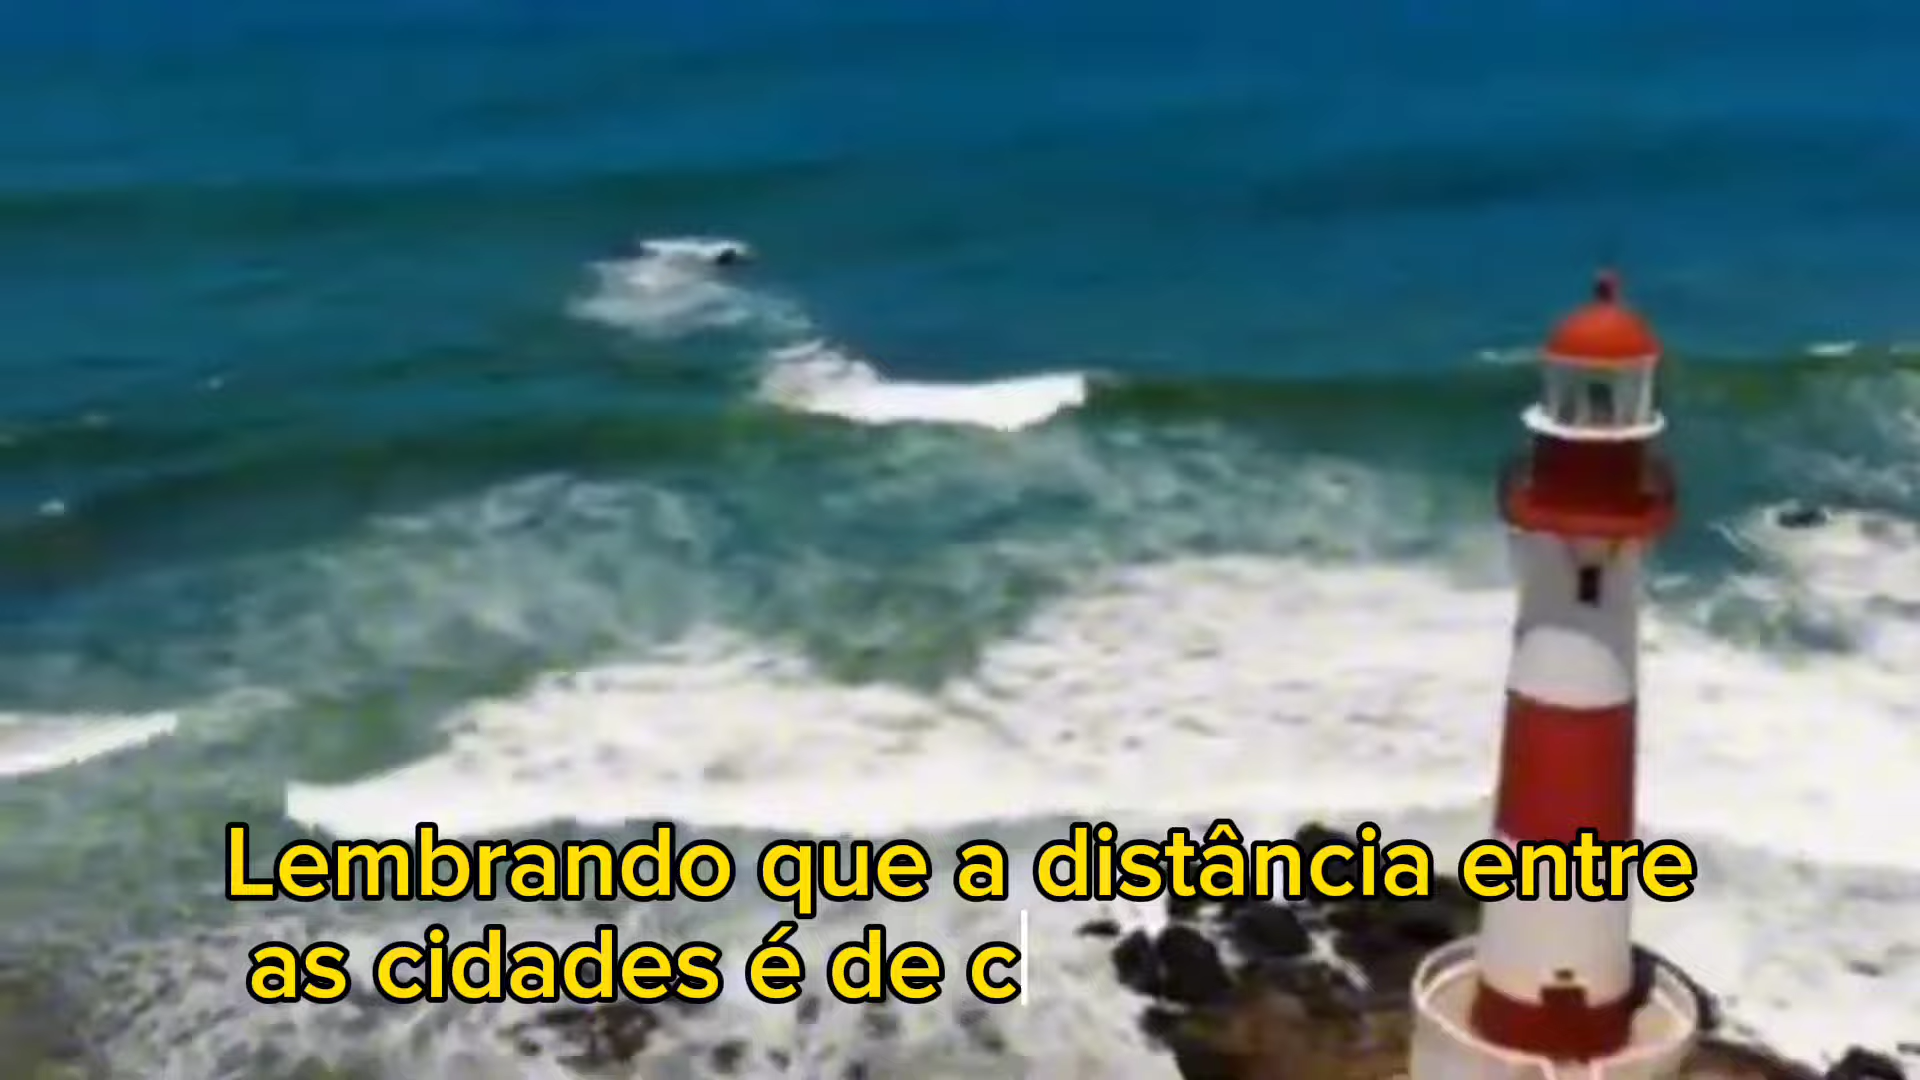 Lembrando que a distância entre
as cidades é de c